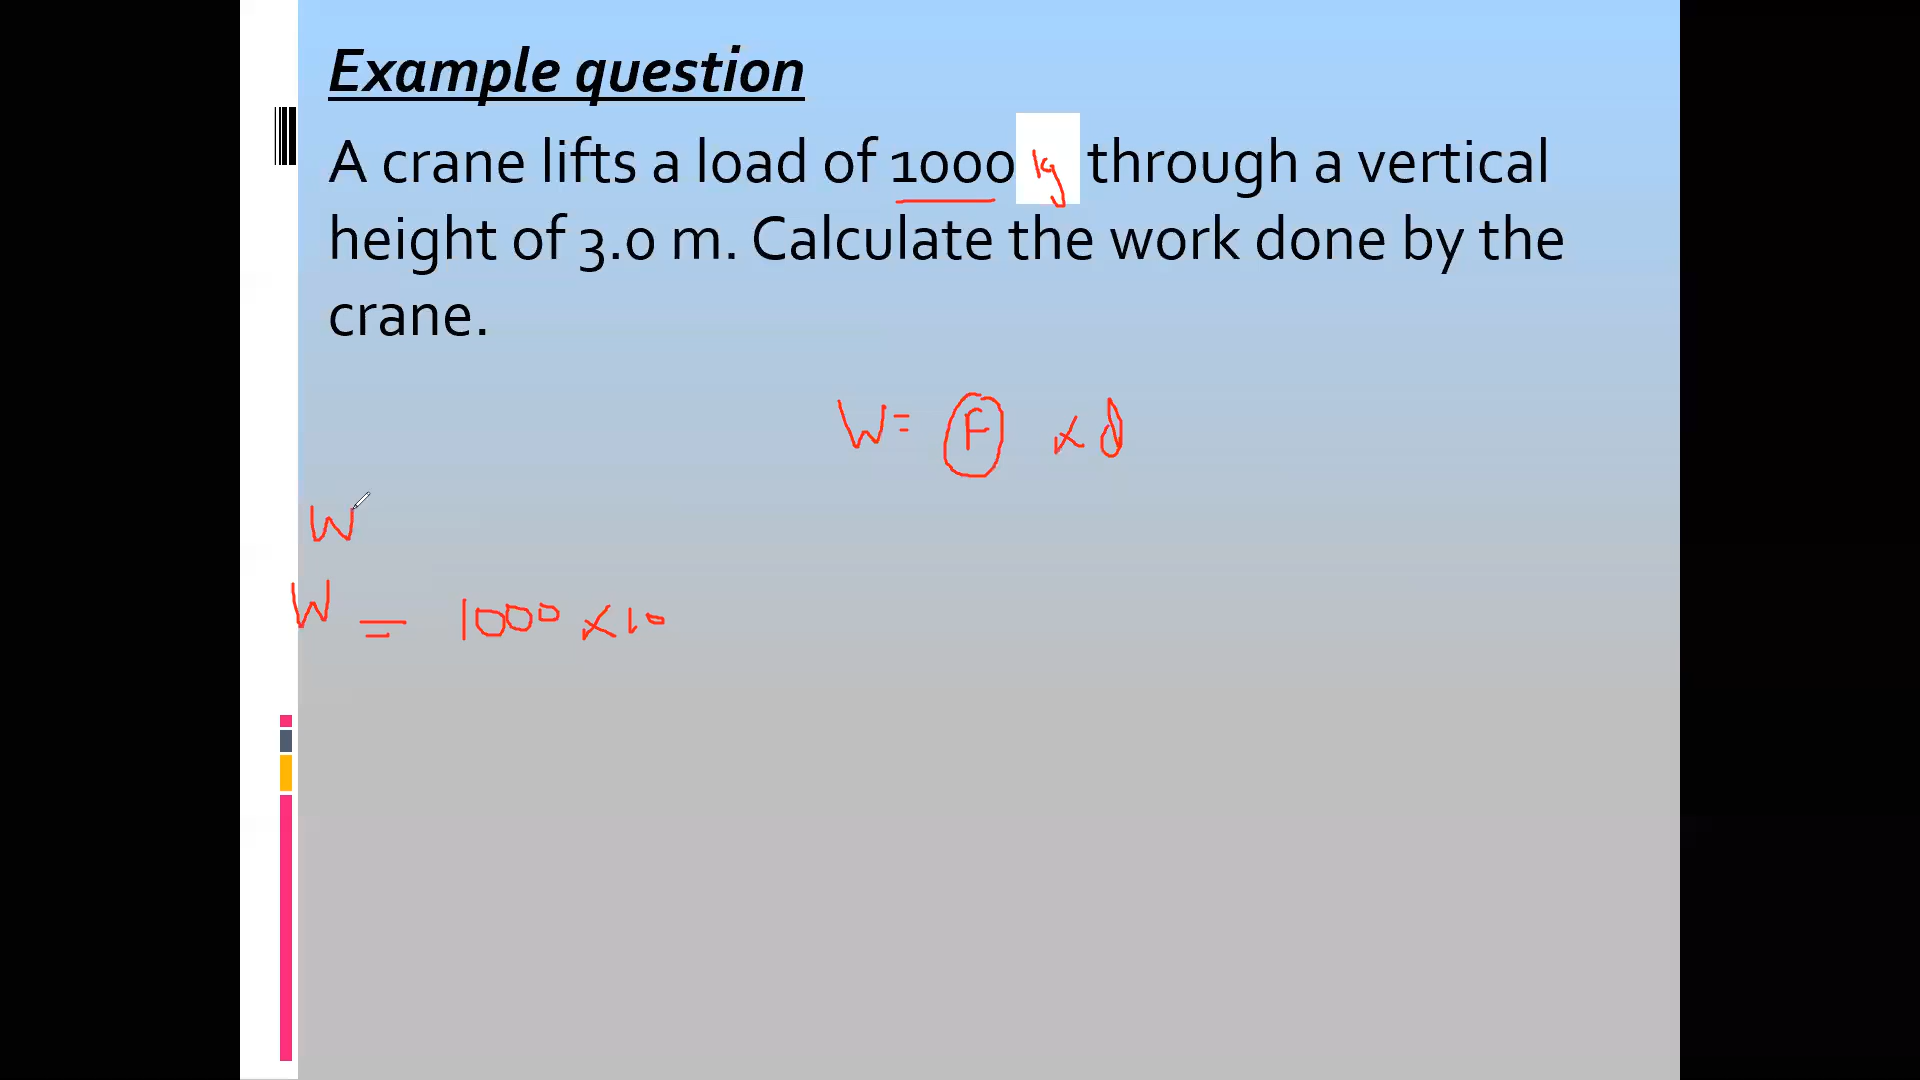 Example question
A crane lifts a load of 1000 kg through a vertical
height of 3.0 m. Calculate the work done by the
crane.
W = F x d
W
W = 1000 x 10